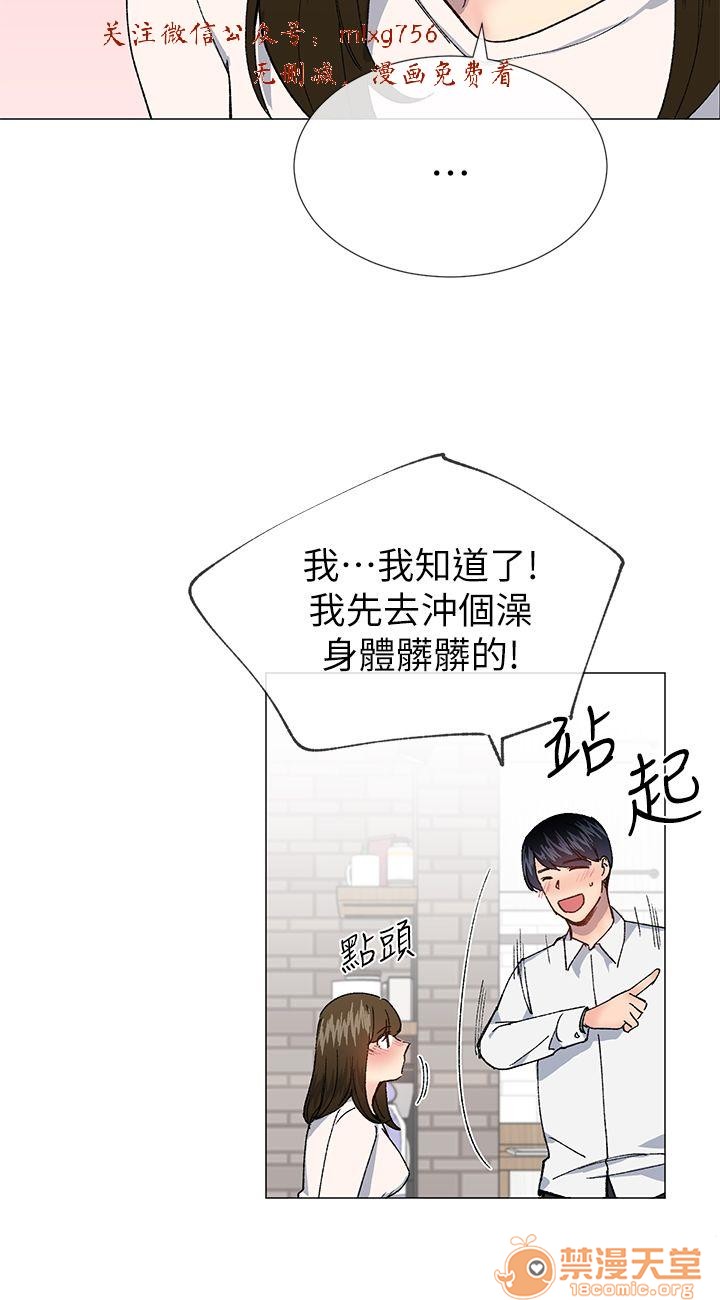 关注微信公众号；mlxg756
无删减，漫画免费看
...
我…我知道了!
我先去沖個澡
身體髒髒的!
站起
點頭
禁漫天堂
18comic.org